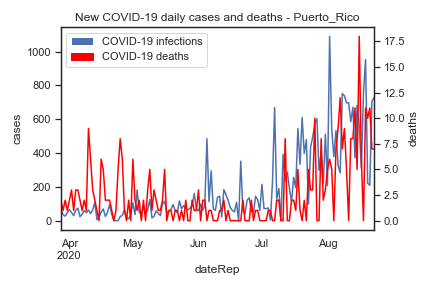 New COVID-19 daily cases and deaths - Puerto_Rico
COVID-19 infections
COVID-19 deaths
1000
800
600
400
200
0
cases
17.5
15.0
12.5
10.0
7.5
5.0
2.5
0.0
deaths
Apr May Jun Jul Aug
2020
dateRep